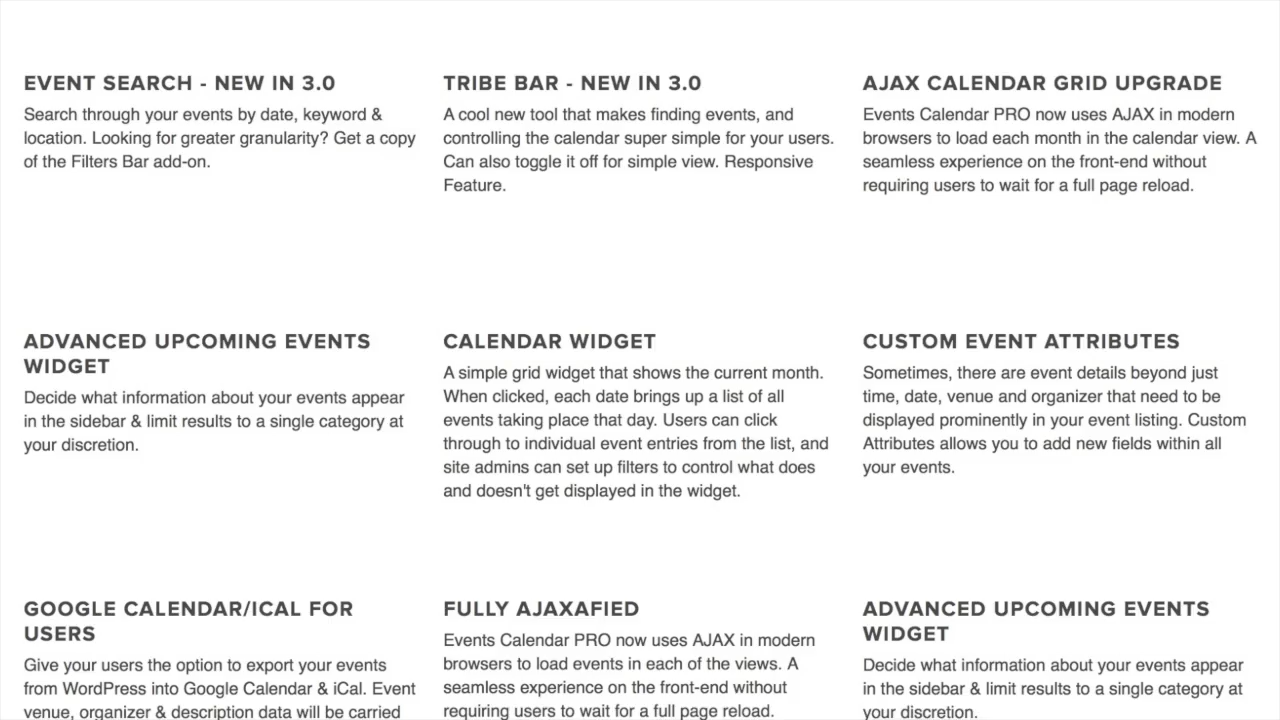 EVENT SEARCH - NEW IN 3.0
Search through your events by date, keyword &
location. Looking for greater granularity? Get a copy
of the Filters Bar add-on.
TRIBE BAR - NEW IN 3.0
A cool new tool that makes finding events, and
controlling the calendar super simple for your users.
Can also toggle it off for simple view. Responsive
Feature.
AJAX CALENDAR GRID UPGRADE
Events Calendar PRO now uses AJAX in modern
browsers to load each month in the calendar view. A
seamless experience on the front-end without
requiring users to wait for a full page reload.
ADVANCED UPCOMING EVENTS
WIDGET
Decide what information about your events appear
in the sidebar & limit results to a single category at
your discretion.
CALENDAR WIDGET
A simple grid widget that shows the current month.
When clicked, each date brings up a list of all
events taking place that day. Users can click
through to individual event entries from the list, and
site admins can set up filters to control what does
and doesn't get displayed in the widget.
CUSTOM EVENT ATTRIBUTES
Sometimes, there are event details beyond just
time, date, venue and organizer that need to be
displayed prominently in your event listing. Custom
Attributes allows you to add new fields within all
your events.
GOOGLE CALENDAR/ICAL FOR
USERS
Give your users the option to export your events
from WordPress into Google Calendar & iCal. Event
venue, organizer & description data will be carried
FULLY AJAXAFIED
Events Calendar PRO now uses AJAX in modern
browsers to load events in each of the views. A
seamless experience on the front-end without
requiring users to wait for a full page reload.
ADVANCED UPCOMING EVENTS
WIDGET
Decide what information about your events appear
in the sidebar & limit results to a single category at
your discretion.